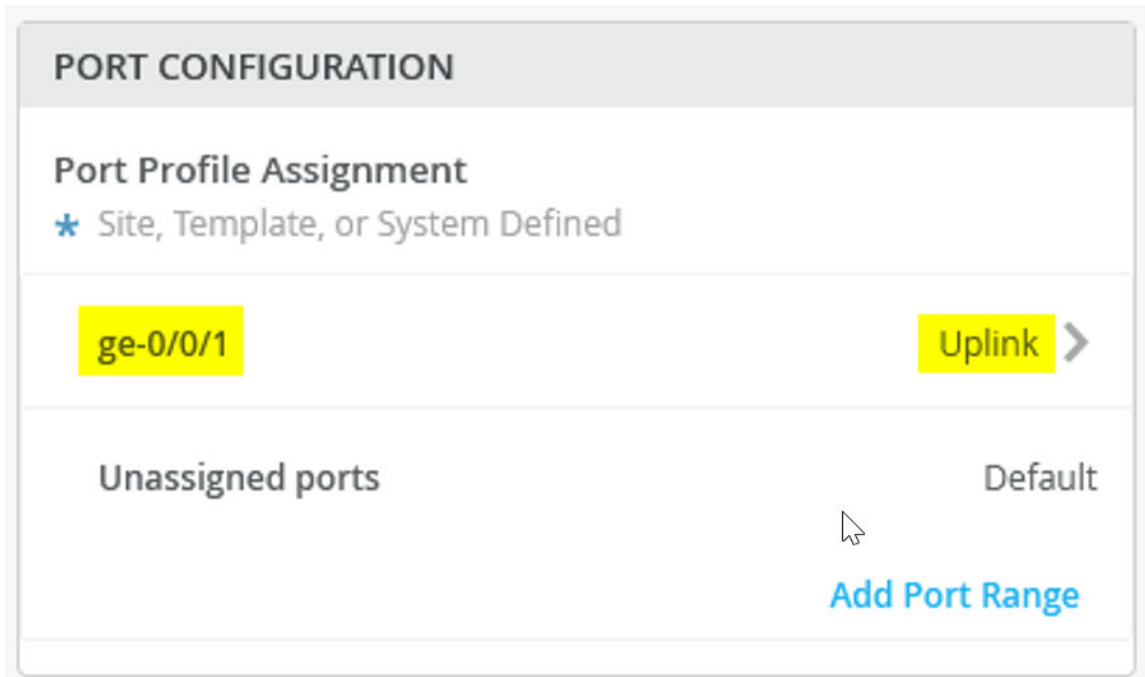 PORT CONFIGURATION
Port Profile Assignment
* Site, Template, or System Defined
ge-0/0/1 Uplink
Unassigned ports Default
Add Port Range